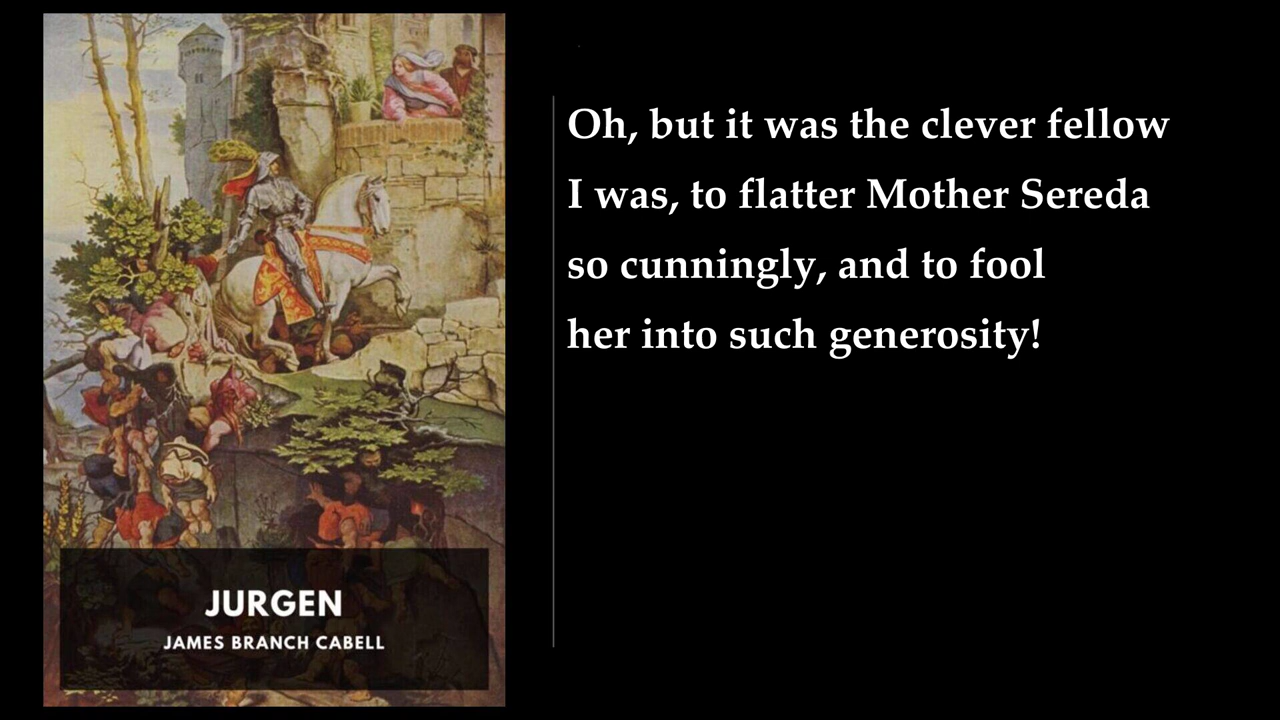 Oh, but it was the clever fellow
I was, to flatter Mother Sereda
so cunningly, and to fool
her into such generosity!
JURGEN
JAMES BRANCH CABELL